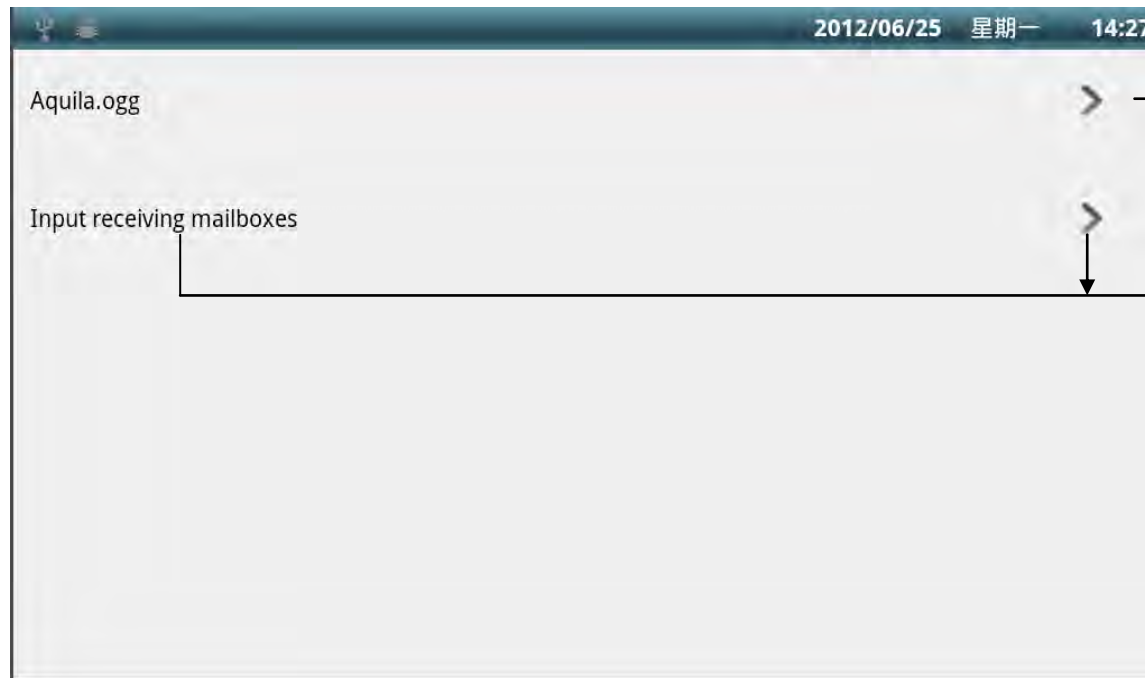 2012/06/25 星期一 14:27
Aquila.ogg
Input receiving mailboxes